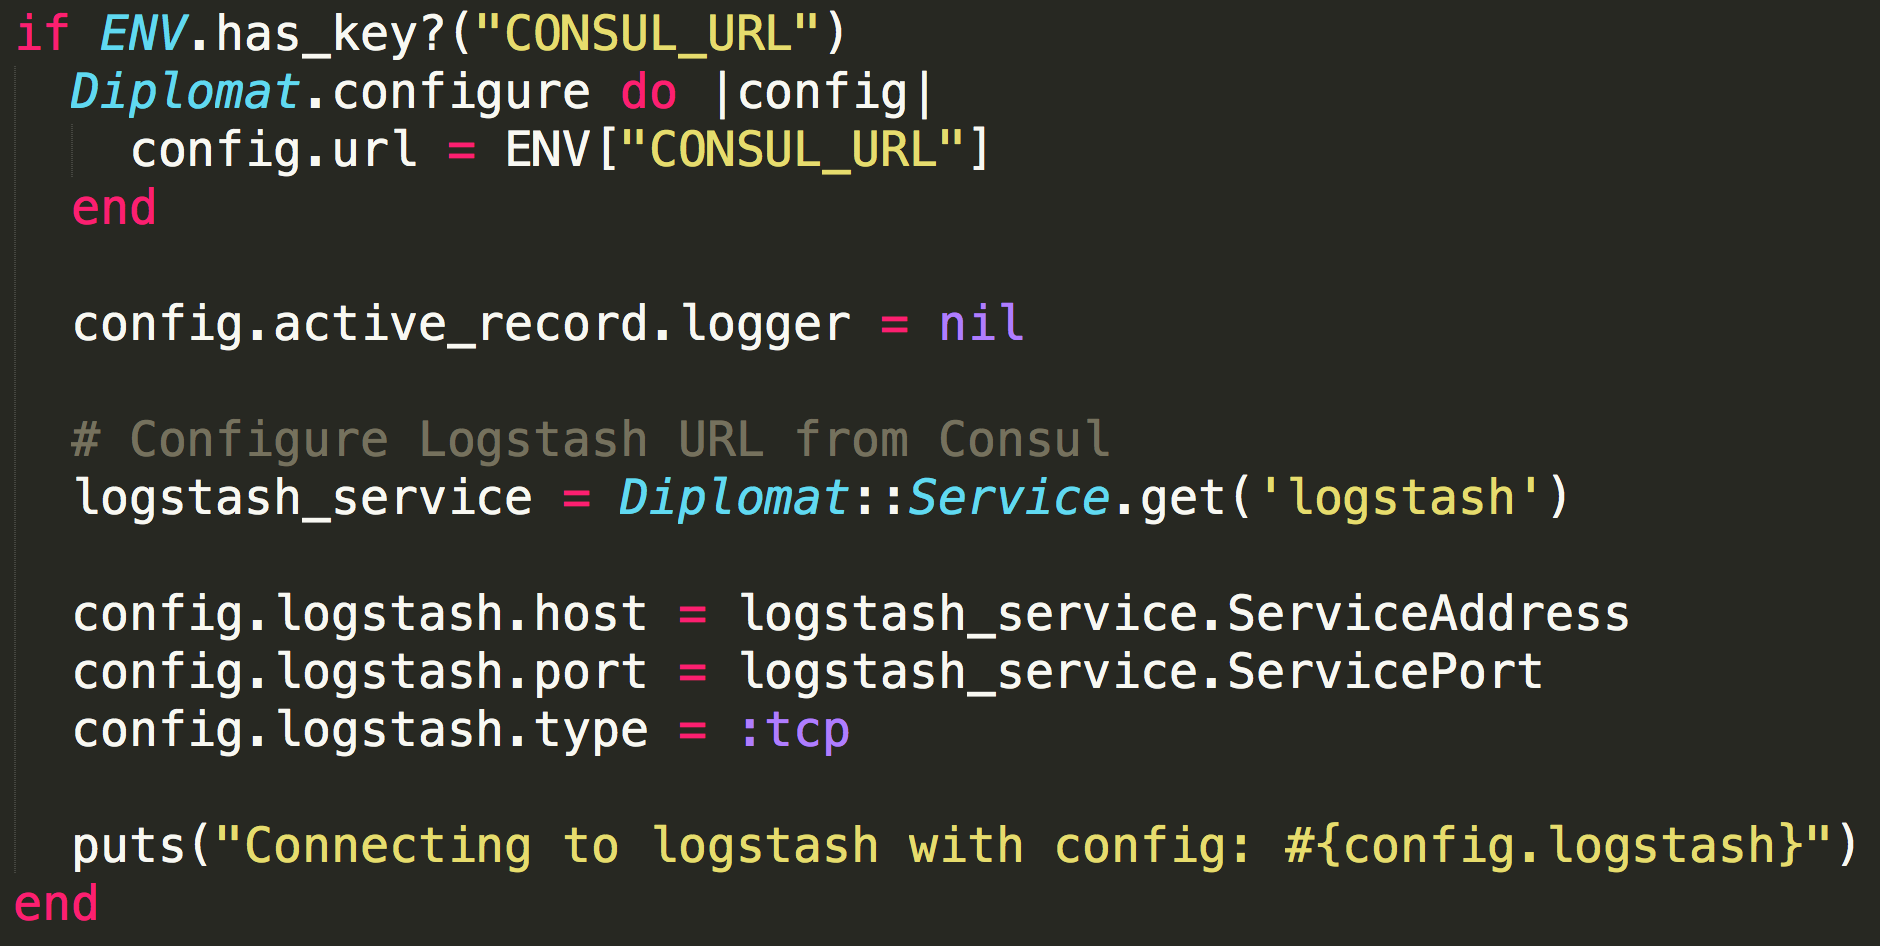 if ENV.has_key?("CONSUL_URL")
  Diplomat.configure do |config|
    config.url = ENV["CONSUL_URL"]
  end

  config.active_record.logger = nil

  # Configure Logstash URL from Consul
  logstash_service = Diplomat::Service.get('logstash')

  config.logstash.host = logstash_service.ServiceAddress
  config.logstash.port = logstash_service.ServicePort
  config.logstash.type = :tcp

  puts("Connecting to logstash with config: #{config.logstash}")
end